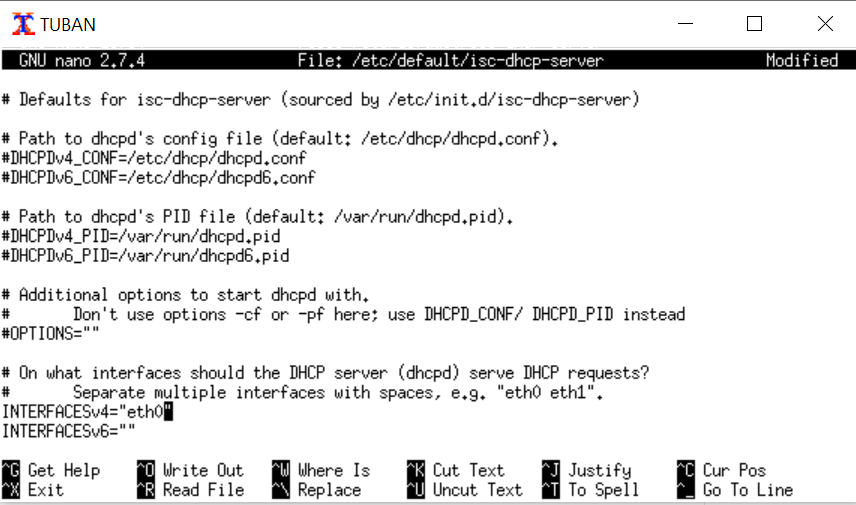 TUBAN
GNU nano 2.7.4 File: /etc/default/isc-dhcp-server Modified
# Defaults for isc-dhcp-server (sourced by /etc/init.d/isc-dhcp-server)
# Path to dhcpd's config file (default: /etc/dhcp/dhcpd.conf).
#DHCPDv4_CONF=/etc/dhcp/dhcpd.conf
#DHCPDv6_CONF=/etc/dhcp/dhcpd6.conf
# Path to dhcpd's PID file (default: /var/run/dhcpd.pid).
#DHCPDv4_PID=/var/run/dhcpd.pid
#DHCPDv6_PID=/var/run/dhcpd6.pid
# Additional options to start dhcpd with.
#       Don't use options -cf or -pf here; use DHCPD_CONF/ DHCPD_PID instead
#OPTIONS=""
# On what interfaces should the DHCP server (dhcpd) serve DHCP requests?
#       Separate multiple interfaces with spaces, e.g. "eth0 eth1".
INTERFACESv4="eth0"
INTERFACESv6=""
^G Get Help ^O Write Out ^W Where Is ^K Cut Text ^J Justify ^C Cur Pos
^X Exit ^R Read File ^\ Replace ^U Uncut Text ^T To Spell ^_ Go To Line